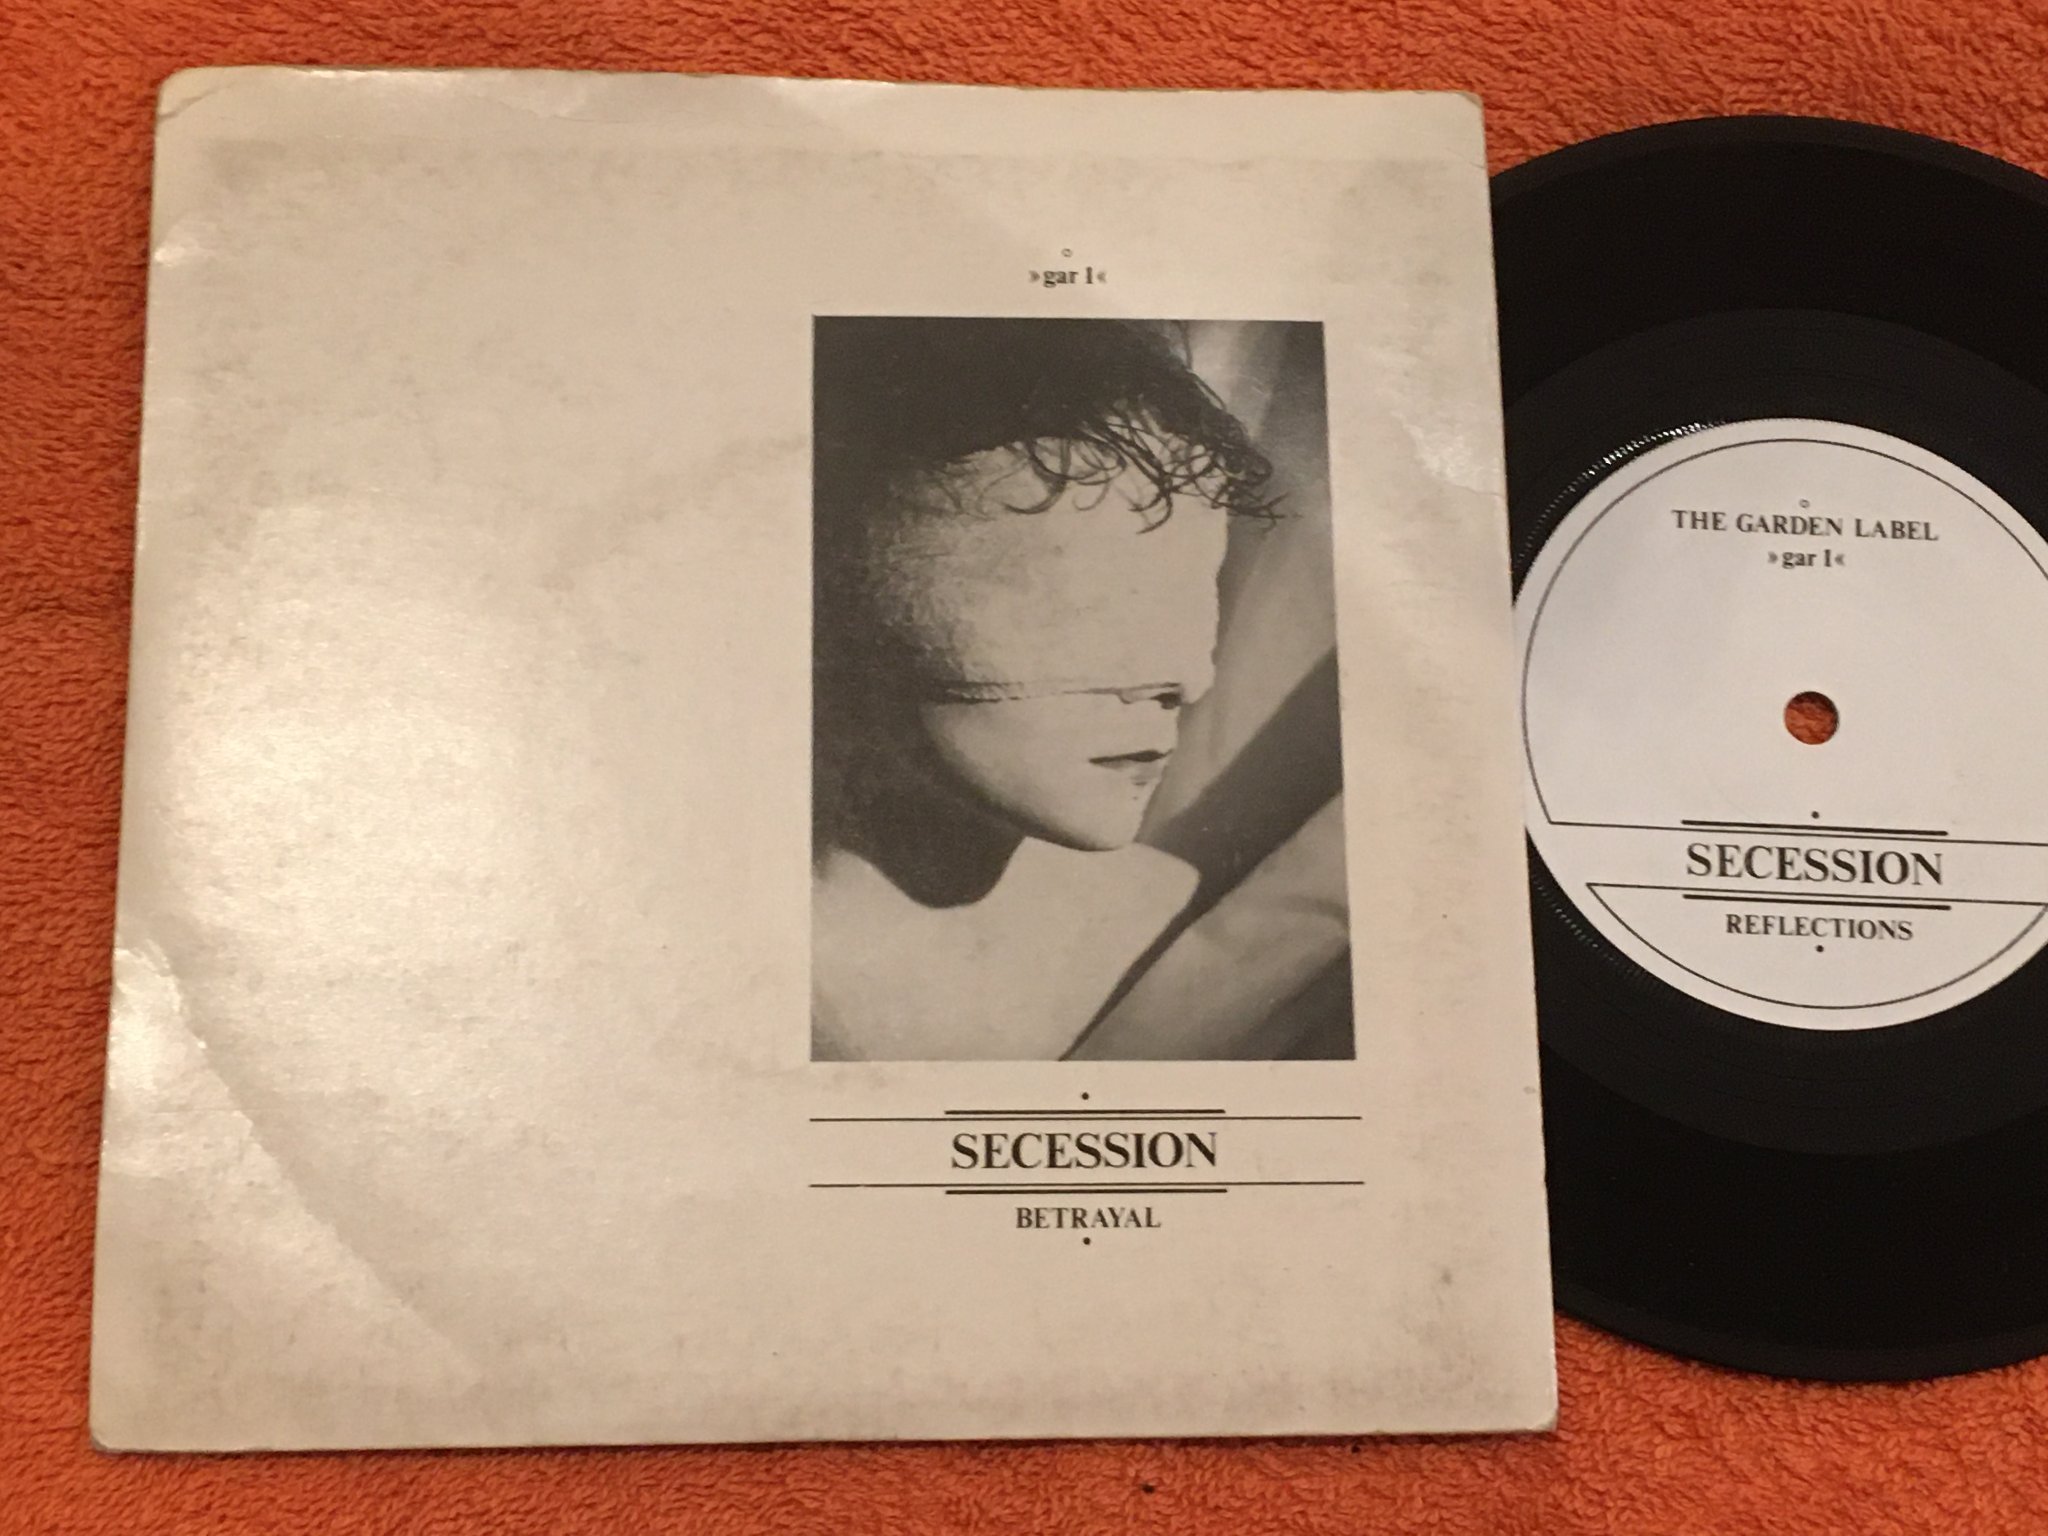 »gar 1«
SECESSION
BETRAYAL
THE GARDEN LABEL
»gar 1«
SECESSION
REFLECTIONS